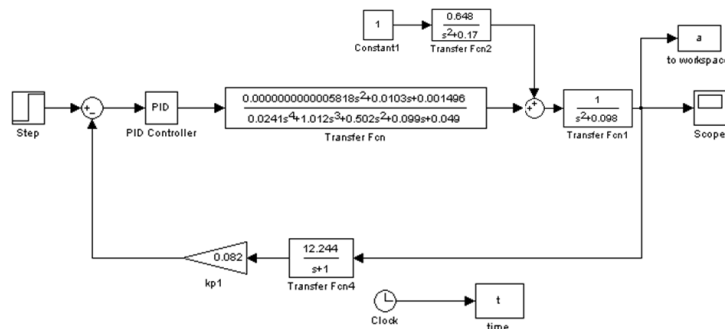 1
Constant1
0.648
s²+0.17
Transfer Fcn2
a
to workspace
Step
PID
PID Controller
0.0000000000005818s²+0.0103s+0.001496
0.0241s⁴+1.012s³+0.502s²+0.099s+0.049
Transfer Fcn
1
s²+0.098
Transfer Fcn1
Scope
0.082
kp1
12.244
s+1
Transfer Fcn4
Clock
t
time